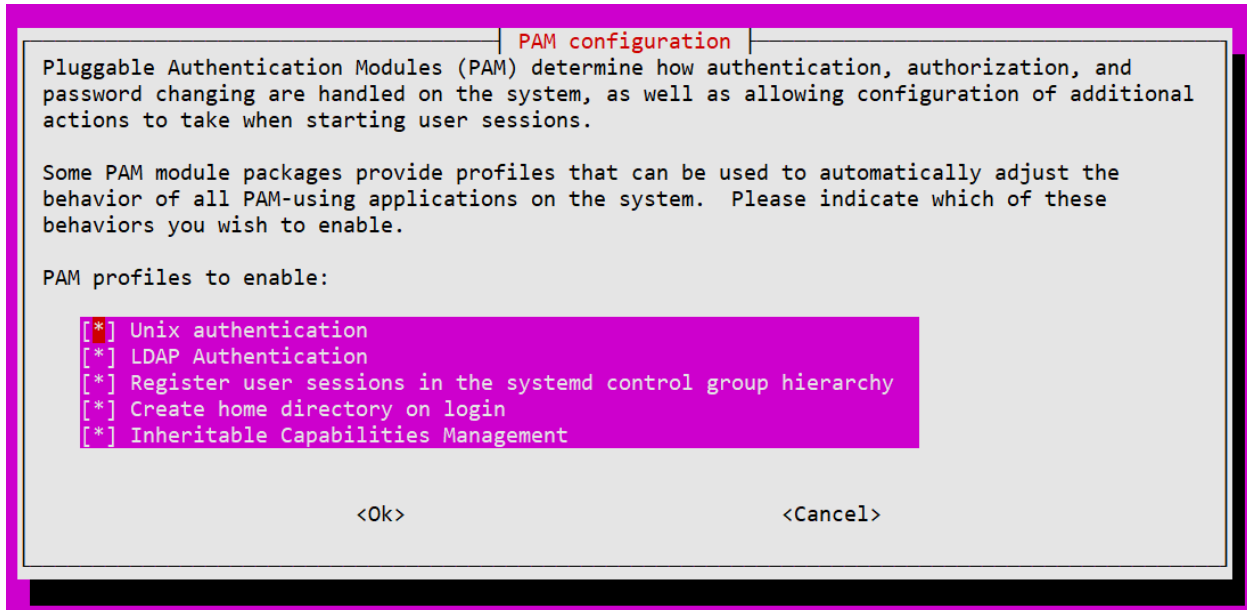 PAM configuration
Pluggable Authentication Modules (PAM) determine how authentication, authorization, and
password changing are handled on the system, as well as allowing configuration of additional
actions to take when starting user sessions.
Some PAM module packages provide profiles that can be used to automatically adjust the
behavior of all PAM-using applications on the system.  Please indicate which of these
behaviors you wish to enable.
PAM profiles to enable:
[*] Unix authentication
[*] LDAP Authentication
[*] Register user sessions in the systemd control group hierarchy
[*] Create home directory on login
[*] Inheritable Capabilities Management
<Ok> <Cancel>